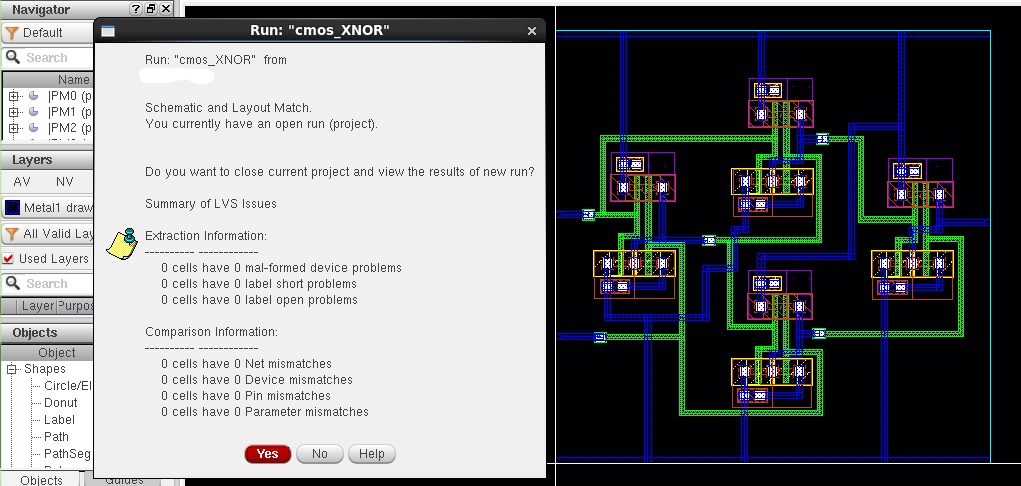 Navigator
Default
Search
Name
|PM0 (p
|PM1 (p
|PM2 (p
Layers
AV NV
Metal1 draw
All Valid Lay
Used Layers
Search
Layer Purpos
Objects
Object
Shapes
Circle/El
Donut
Label
Path
PathSeg
Objects Guides
Run: "cmos_XNOR"
Run: "cmos_XNOR" from
Schematic and Layout Match.
You currently have an open run (project).
Do you want to close current project and view the results of new run?
Summary of LVS Issues
Extraction Information:
---------- ------------
0 cells have 0 mal-formed device problems
0 cells have 0 label short problems
0 cells have 0 label open problems
Comparison Information:
---------- ------------
0 cells have 0 Net mismatches
0 cells have 0 Device mismatches
0 cells have 0 Pin mismatches
0 cells have 0 Parameter mismatches
Yes No Help